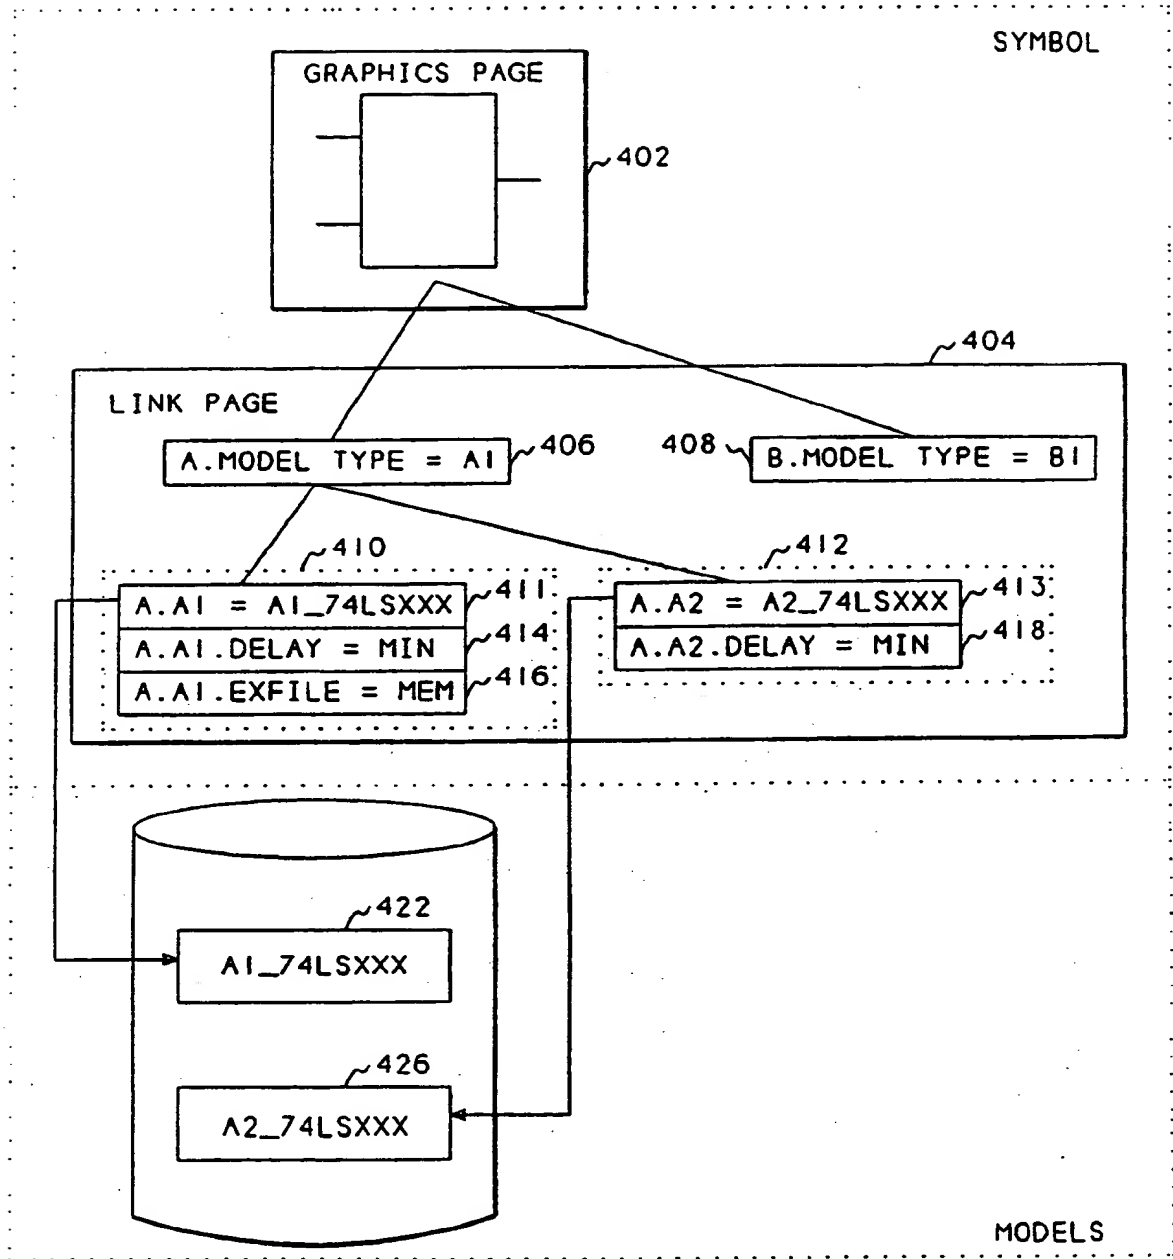 SYMBOL
GRAPHICS PAGE
402
404
LINK PAGE
A.MODEL TYPE = A1
406
408
B.MODEL TYPE = B1
410
412
A.A1 = A1_74LSXXX
411
A.A2 = A2_74LSXXX
413
A.A1.DELAY = MIN
414
A.A2.DELAY = MIN
418
A.A1.EXFILE = MEM
416
422
A1_74LSXXX
426
A2_74LSXXX
MODELS